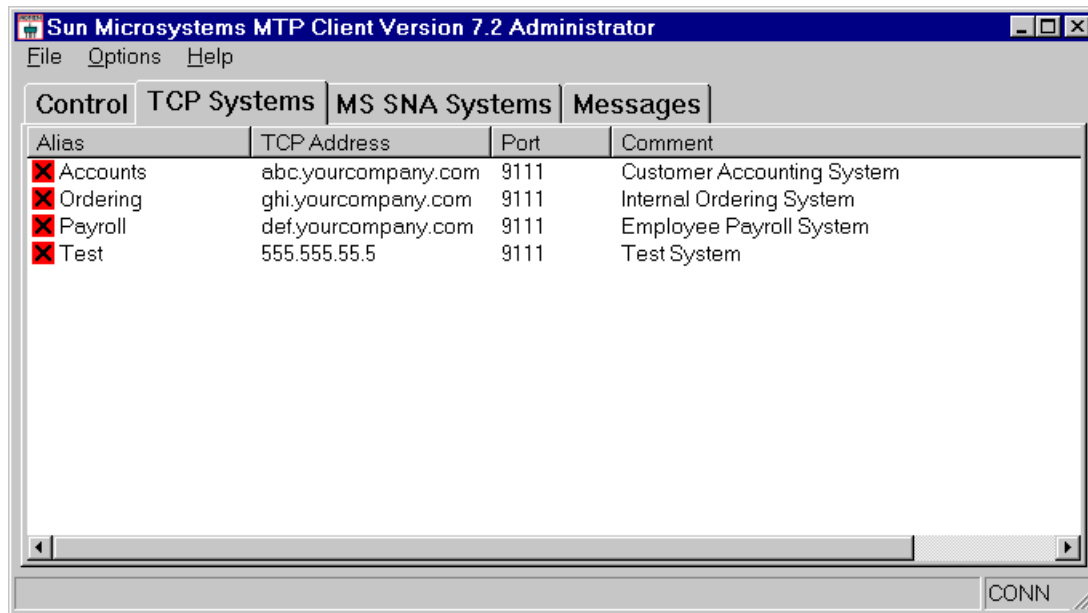 Sun Microsystems MTP Client Version 7.2 Administrator
File Options Help
Control TCP Systems MS SNA Systems Messages
Alias TCP Address Port Comment
Accounts abc.yourcompany.com 9111 Customer Accounting System
Ordering ghi.yourcompany.com 9111 Internal Ordering System
Payroll def.yourcompany.com 9111 Employee Payroll System
Test 555.555.55.5 9111 Test System
CONN